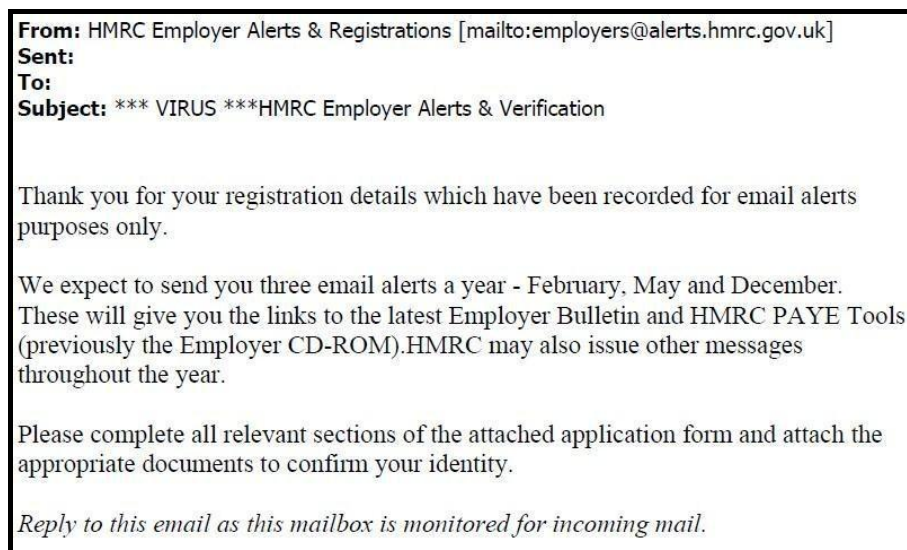 From: HMRC Employer Alerts & Registrations [mailto:employers@alerts.hmrc.gov.uk]
Sent:
To:
Subject: *** VIRUS ***HMRC Employer Alerts & Verification
Thank you for your registration details which have been recorded for email alerts
purposes only.
We expect to send you three email alerts a year - February, May and December.
These will give you the links to the latest Employer Bulletin and HMRC PAYE Tools
(previously the Employer CD-ROM).HMRC may also issue other messages
throughout the year.
Please complete all relevant sections of the attached application form and attach the
appropriate documents to confirm your identity.
Reply to this email as this mailbox is monitored for incoming mail.